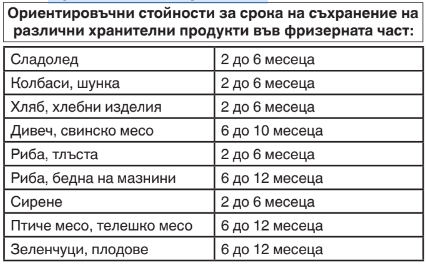 Ориентировъчни стойности за срока на съхранение на
различни хранителни продукти във фризерната част:
Сладолед 2 до 6 месеца
Колбаси, шунка 2 до 6 месеца
Хляб, хлебни изделия 2 до 6 месеца
Дивеч, свинско месо 6 до 10 месеца
Риба, тлъста 2 до 6 месеца
Риба, бедна на мазнини 6 до 12 месеца
Сирене 2 до 6 месеца
Птиче месо, телешко месо 6 до 12 месеца
Зеленчуци, плодове 6 до 12 месеца